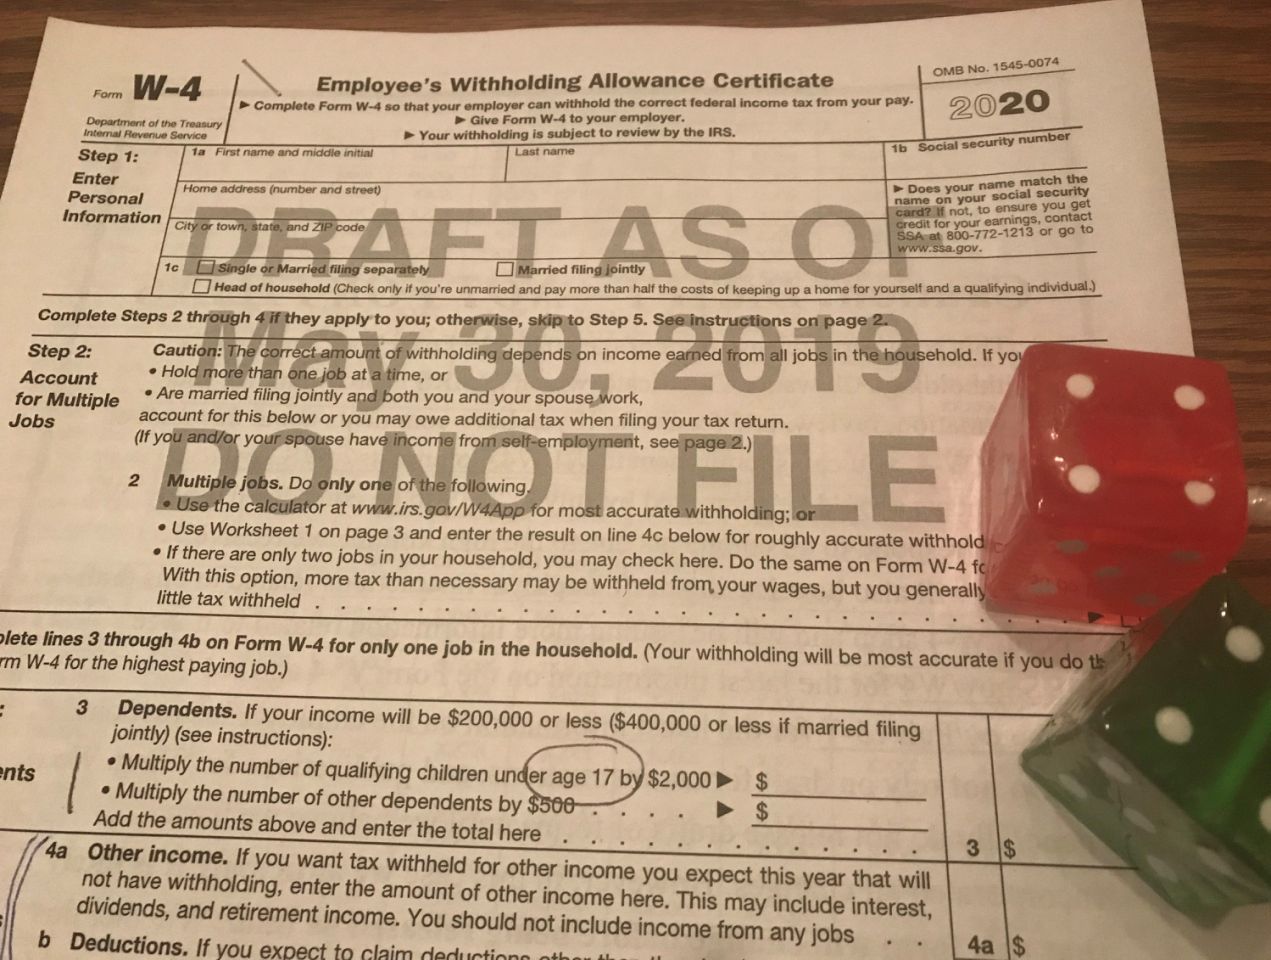 Form W-4
Employee's Withholding Allowance Certificate
OMB No. 1545-0074
▶ Complete Form W-4 so that your employer can withhold the correct federal income tax from your pay.
▶ Give Form W-4 to your employer.
▶ Your withholding is subject to review by the IRS.
Department of the Treasury
Internal Revenue Service
2020
Step 1:
Enter
Personal
Information
1a First name and middle initial
Last name
1b Social security number
Home address (number and street)
City or town, state, and ZIP code
▶ Does your name match the
name on your social security
card? If not, to ensure you get
credit for your earnings, contact
SSA at 800-772-1213 or go to
www.ssa.gov.
1c Single or Married filing separately Married filing jointly
Head of household (Check only if you're unmarried and pay more than half the costs of keeping up a home for yourself and a qualifying individual.)
DRAFT AS OF
May 30, 2019
DO NOT FILE
Complete Steps 2 through 4 if they apply to you; otherwise, skip to Step 5. See instructions on page 2.
Step 2:
Account
for Multiple
Jobs
Caution: The correct amount of withholding depends on income earned from all jobs in the household. If you
• Hold more than one job at a time, or
• Are married filing jointly and both you and your spouse work,
account for this below or you may owe additional tax when filing your tax return.
(If you and/or your spouse have income from self-employment, see page 2.)
2 Multiple jobs. Do only one of the following.
• Use the calculator at www.irs.gov/W4App for most accurate withholding; or
• Use Worksheet 1 on page 3 and enter the result on line 4c below for roughly accurate withhold
• If there are only two jobs in your household, you may check here. Do the same on Form W-4 fo
With this option, more tax than necessary may be withheld from your wages, but you generally
little tax withheld . . . . . . . . . . . . . . . . . . . . ▶
plete lines 3 through 4b on Form W-4 for only one job in the household. (Your withholding will be most accurate if you do th
rm W-4 for the highest paying job.)
ents
3 Dependents. If your income will be $200,000 or less ($400,000 or less if married filing
jointly) (see instructions):
• Multiply the number of qualifying children under age 17 by $2,000 ▶ $
• Multiply the number of other dependents by $500 . . . . ▶ $
Add the amounts above and enter the total here . . . . . . . . . . . . . 3 $
4a Other income. If you want tax withheld for other income you expect this year that will
not have withholding, enter the amount of other income here. This may include interest,
dividends, and retirement income. You should not include income from any jobs . . 4a $
b Deductions. If you expect to claim deductions other than the